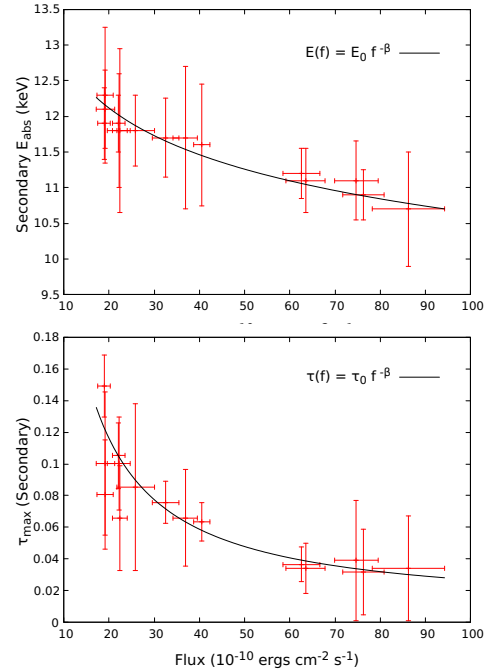 13.5
13
12.5
12
11.5
11
10.5
10
9.5
Secondary E_abs (keV)
E(f) = E_0 f^-β
10 20 30 40 50 60 70 80 90 100
0.18
0.16
0.14
0.12
0.1
0.08
0.06
0.04
0.02
0
τ_max (Secondary)
τ(f) = τ_0 f^-β
10 20 30 40 50 60 70 80 90 100
Flux (10^-10 ergs cm^-2 s^-1)